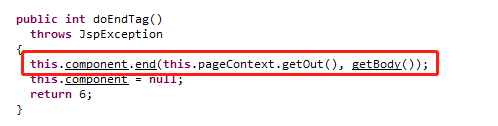 public int doEndTag()
throws JspException
{
this.component.end(this.pageContext.getOut(), getBody());
this.component = null;
return 6;
}